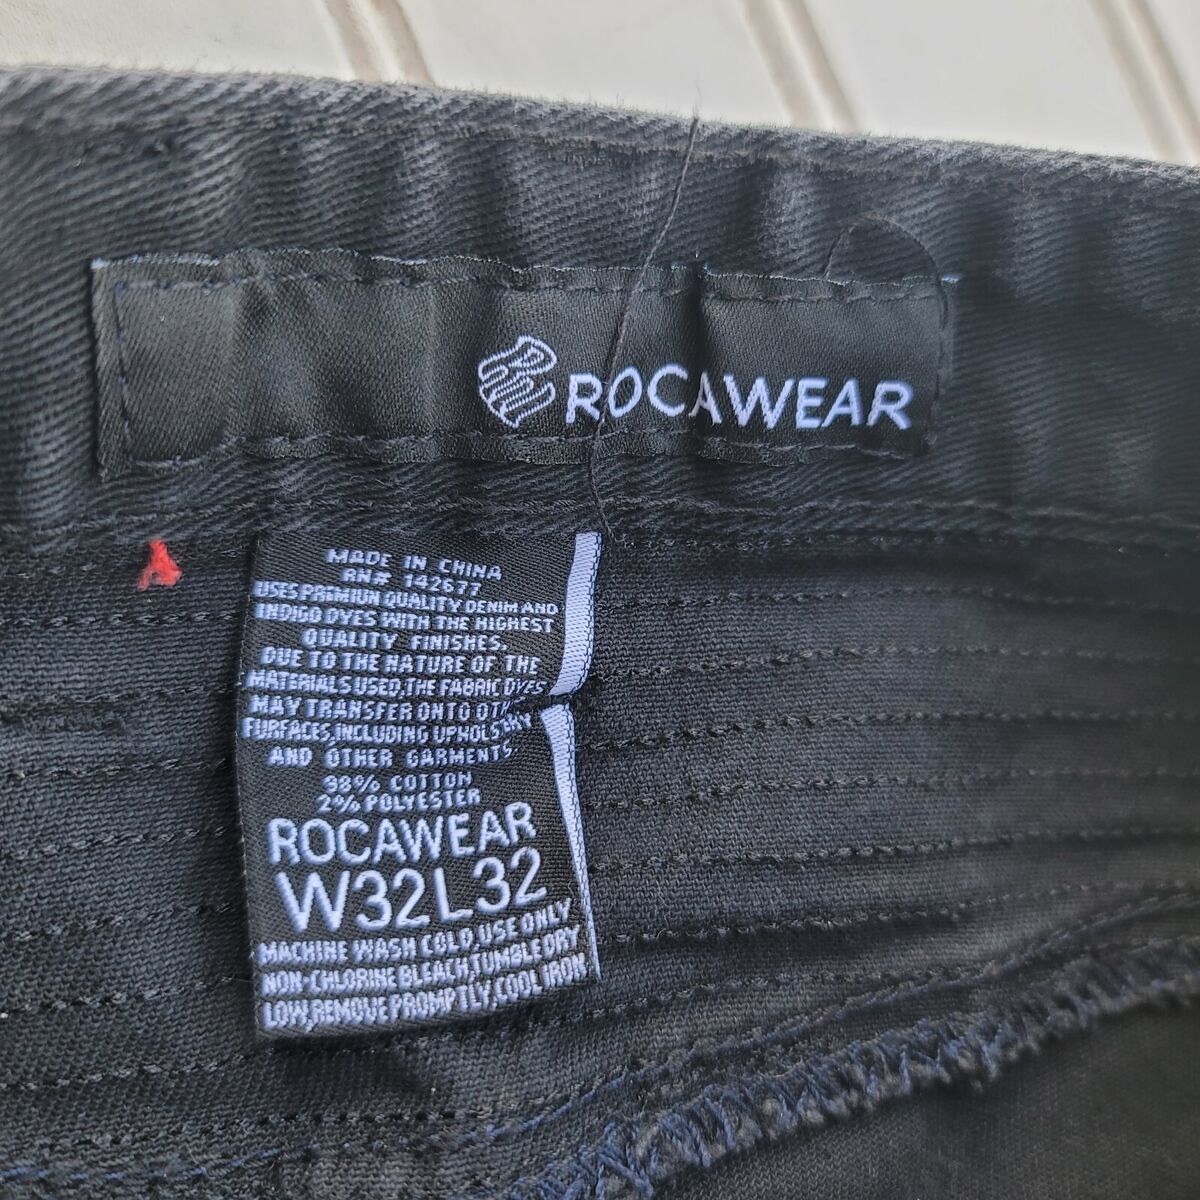 ROCAWEAR
MADE IN CHINA
RN# 142677
USES PREMIUM QUALITY DENIM AND
INDIGO DYES WITH THE HIGHEST
QUALITY FINISHES.
DUE TO THE NATURE OF THE
MATERIALS USED,THE FABRIC DYES
MAY TRANSFER ONTO
FURFACES,INCLUDING
AND OTHER GARMENTS
98% COTTON
2% POLYESTER
ROCAWEAR
W32L32
MACHINE WASH COLD,USE ONLY
NON-CHLORINE BLEACH,TUMBLE DRY
LOW,REMOVE PROMPTLY,COOL IRON